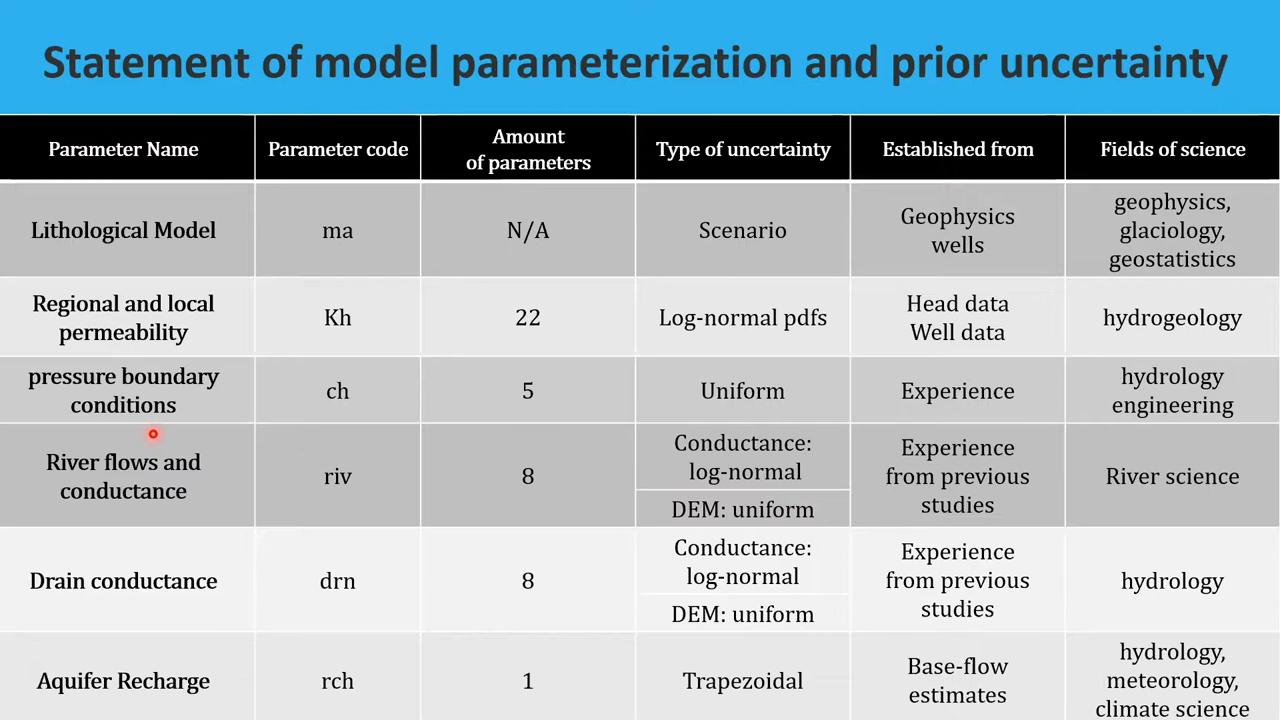 Statement of model parameterization and prior uncertainty
Parameter Name
Parameter code
Amount
of parameters
Type of uncertainty
Established from
Fields of science
Lithological Model
ma
N/A
Scenario
Geophysics
wells
geophysics,
glaciology,
geostatistics
Regional and local
permeability
Kh
22
Log-normal pdfs
Head data
Well data
hydrogeology
pressure boundary
conditions
ch
5
Uniform
Experience
hydrology
engineering
River flows and
conductance
riv
8
Conductance:
log-normal
DEM: uniform
Experience
from previous
studies
River science
Drain conductance
drn
8
Conductance:
log-normal
DEM: uniform
Experience
from previous
studies
hydrology
Aquifer Recharge
rch
1
Trapezoidal
Base-flow
estimates
hydrology,
meteorology,
climate science